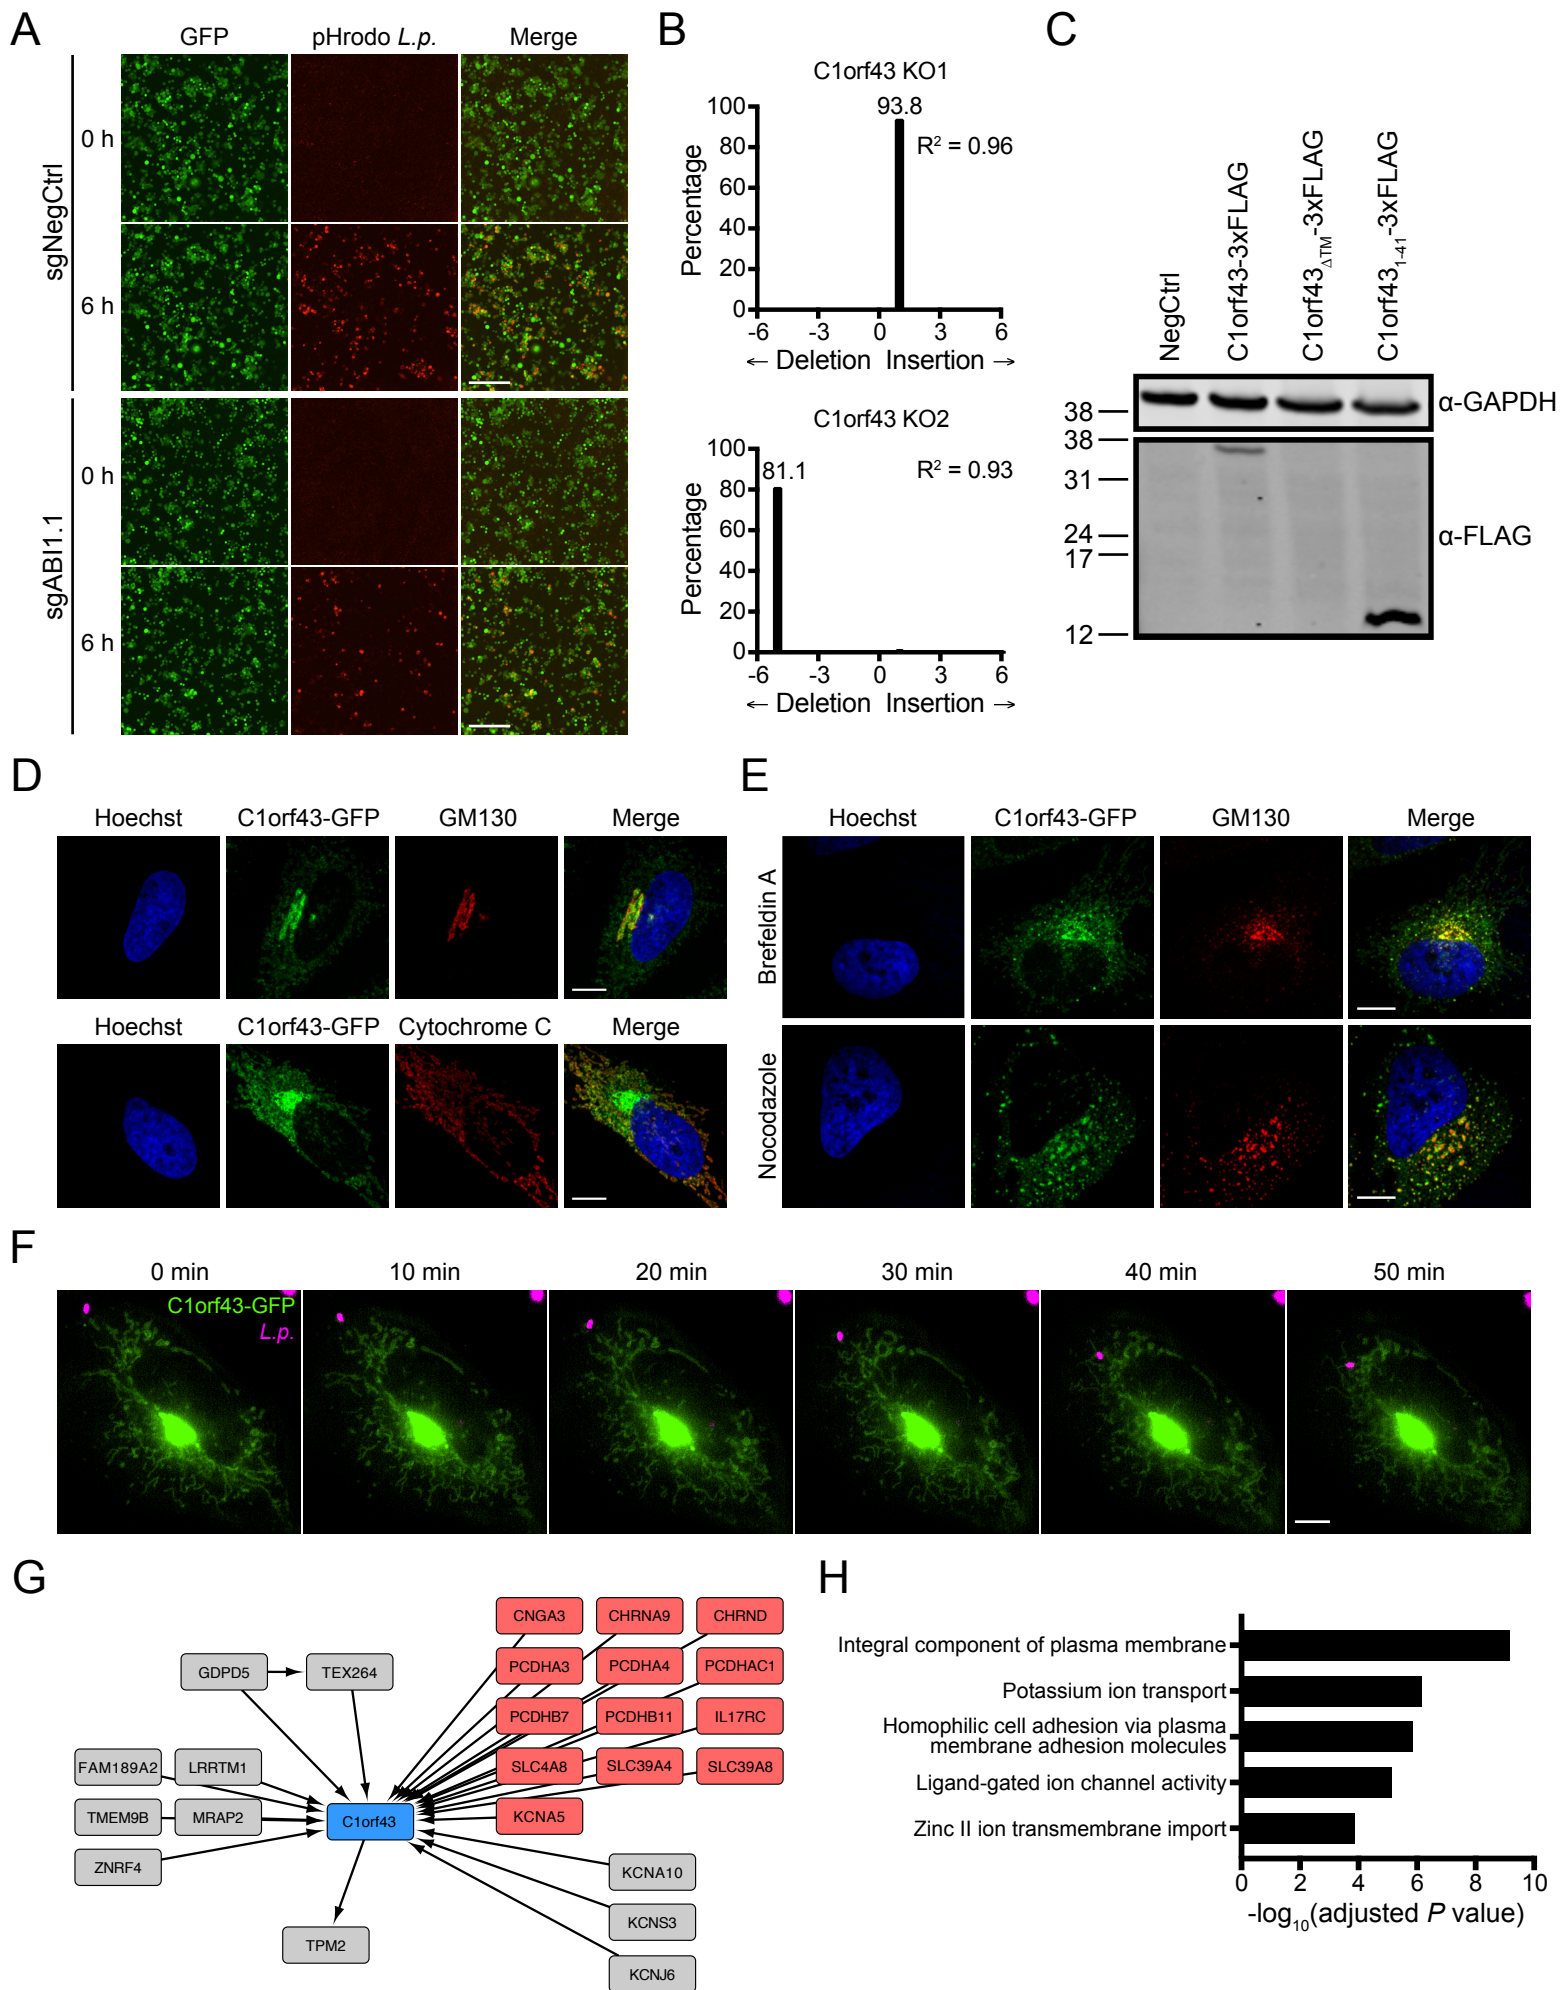 A
GFP
pHrodo L.p.
Merge
sgNegCtrl
0 h
6 h
sgABI1.1
0 h
6 h
B
C1orf43 KO1
93.8
R² = 0.96
Percentage
100
80
60
40
20
0
-6 -3 0 3 6
← Deletion Insertion →
C1orf43 KO2
81.1
R² = 0.93
Percentage
100
80
60
40
20
0
-6 -3 0 3 6
← Deletion Insertion →
C
NegCtrl
C1orf43-3xFLAG
C1orf43ΔTM-3xFLAG
C1orf431-41-3xFLAG
38
α-GAPDH
38
31
24
17
12
α-FLAG
D
Hoechst
C1orf43-GFP
GM130
Merge
Hoechst
C1orf43-GFP
Cytochrome C
Merge
E
Hoechst
C1orf43-GFP
GM130
Merge
Brefeldin A
Nocodazole
F
0 min
10 min
20 min
30 min
40 min
50 min
C1orf43-GFP
L.p.
G
CNGA3
CHRNA9
CHRND
GDPD5
TEX264
PCDHA3
PCDHA4
PCDHAC1
PCDHB7
PCDHB11
IL17RC
FAM189A2
LRRTM1
SLC4A8
SLC39A4
SLC39A8
TMEM9B
MRAP2
C1orf43
KCNA5
ZNRF4
KCNA10
KCNS3
TPM2
KCNJ6
H
Integral component of plasma membrane
Potassium ion transport
Homophilic cell adhesion via plasma
membrane adhesion molecules
Ligand-gated ion channel activity
Zinc II ion transmembrane import
0 2 4 6 8 10
-log10(adjusted P value)